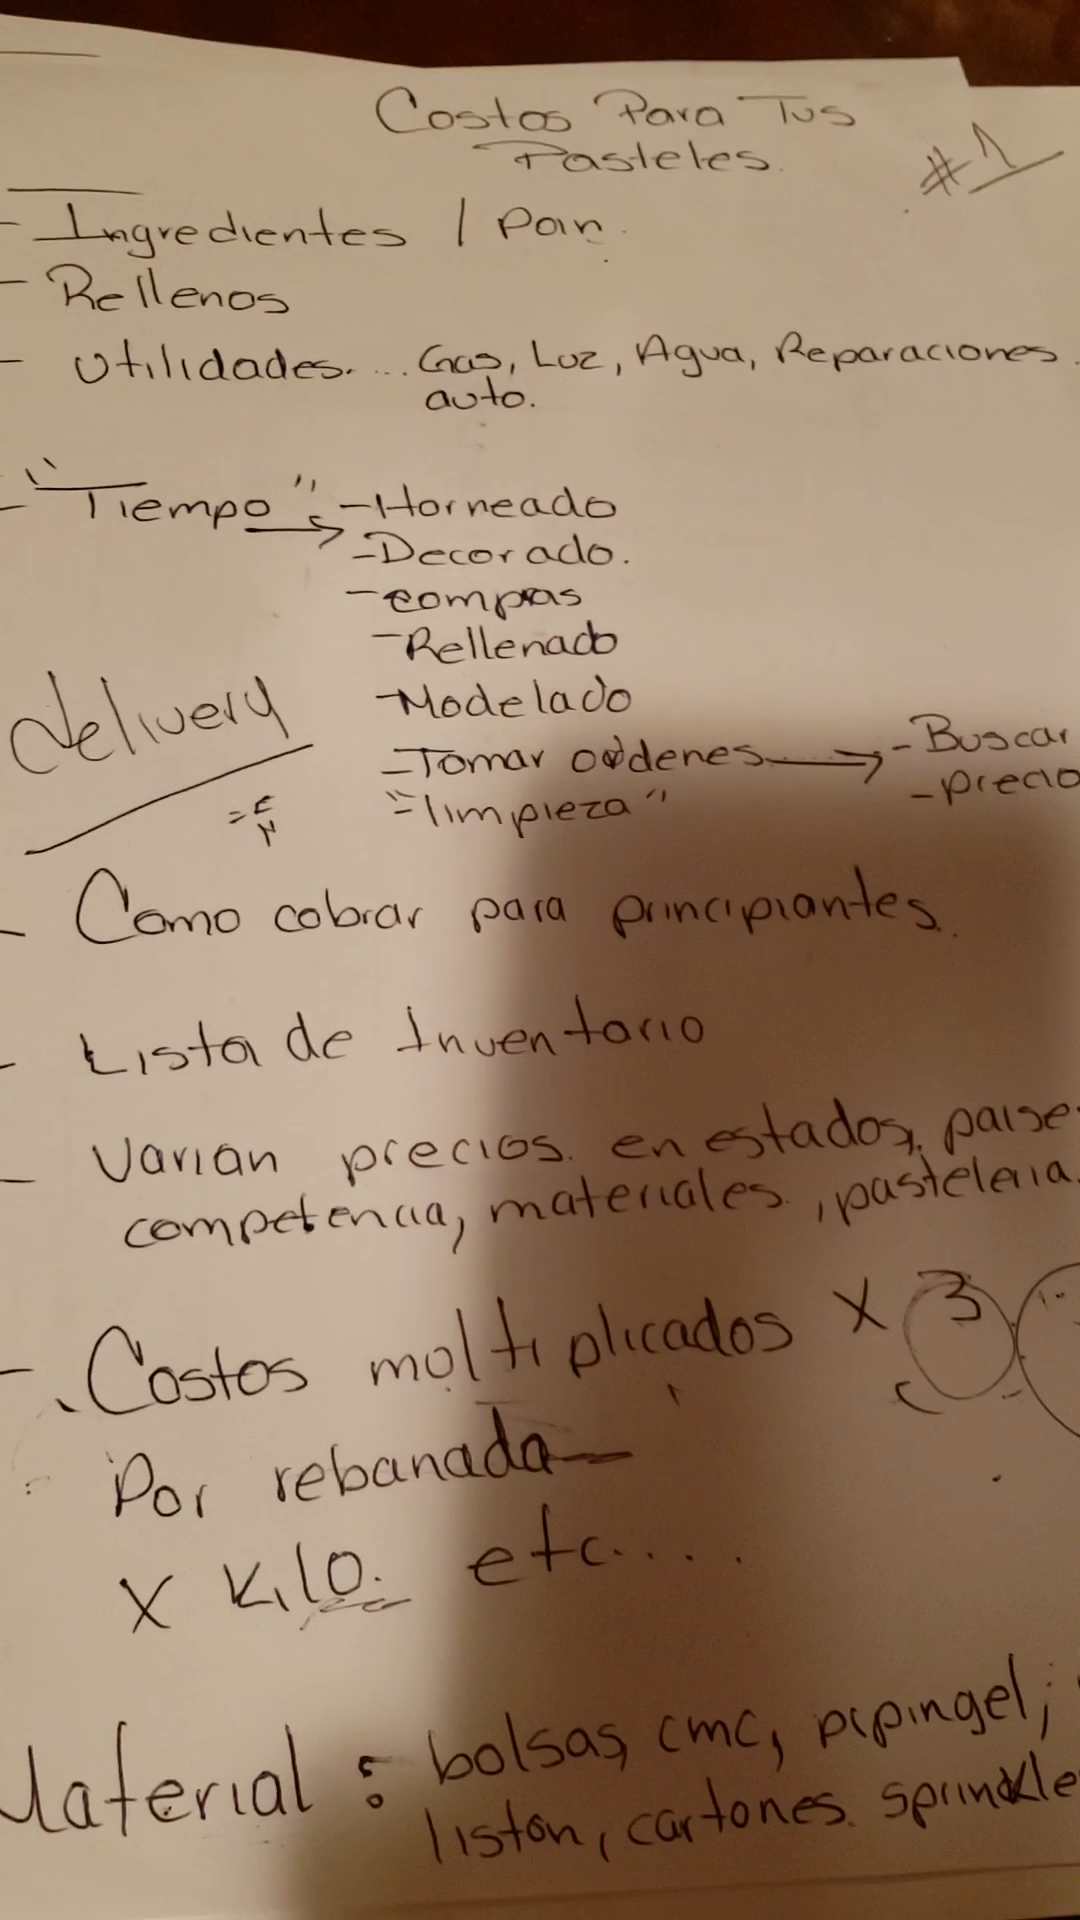 Costos Para Tus
Pasteles.
#1
- Ingredientes / Pan.
- Rellenos
- Utilidades.... Gas, Luz, Agua, Reparaciones.
auto.
- "Tiempo" → - Horneado
- Decorado.
- compras
- Rellenado
- Modelado
delivery
- Tomar ordenes → - Buscar
- precio
- "limpieza"
- Como cobrar para principiantes.
- Lista de Inventario
- Varian precios. en estados, paise
competencia, materiales, pasteleria.
- Costos moltiplicados X 3
Por rebanada
X Kilo. etc....
Material: bolsas, cmc, pipingel,
liston, cartones. sprinkle